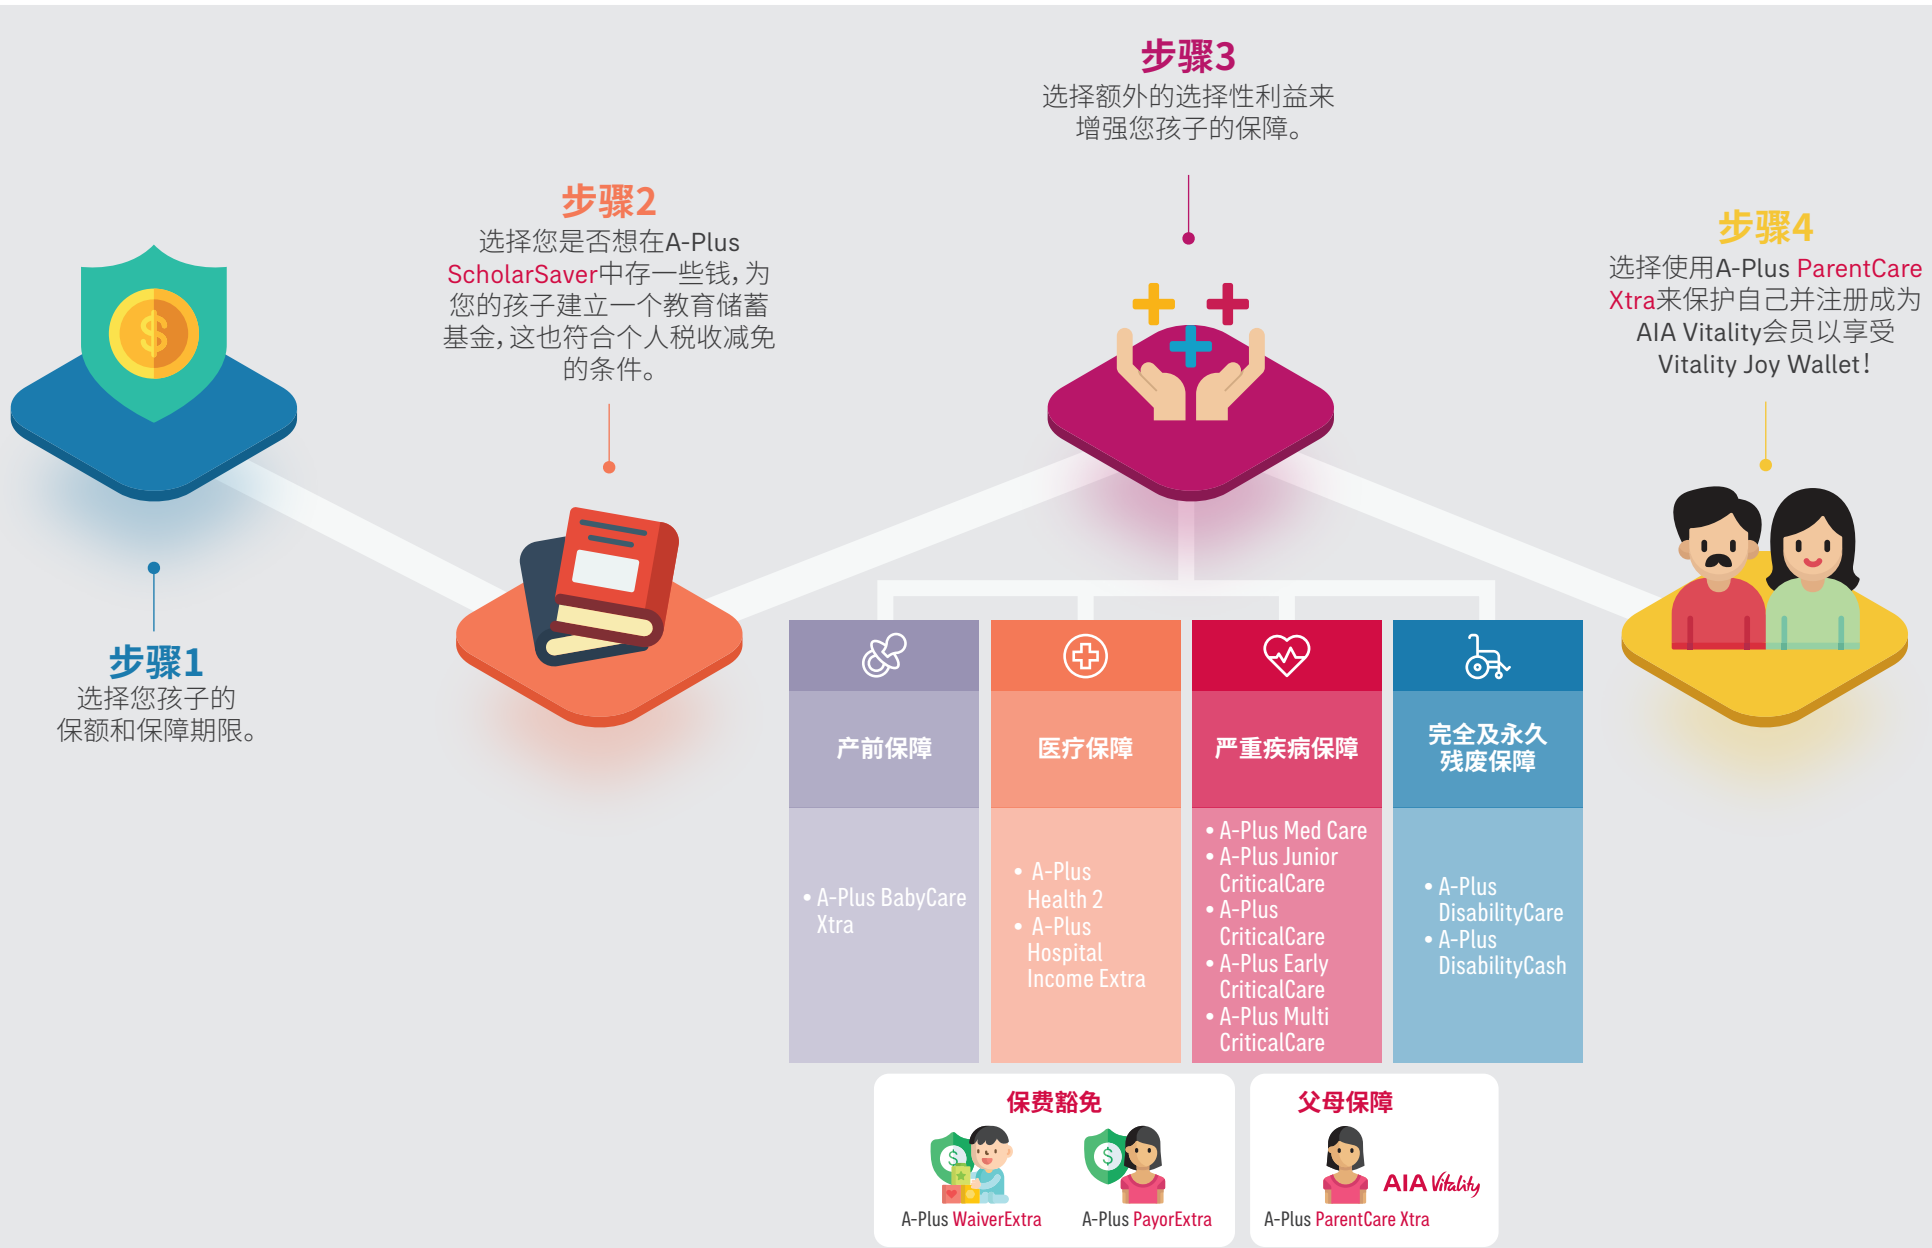 步骤1
选择您孩子的
保额和保障期限。
步骤2
选择您是否想在A-Plus
ScholarSaver中存一些钱，为
您的孩子建立一个教育储蓄
基金，这也符合个人税收减免
的条件。
步骤3
选择额外的选择性利益来
增强您孩子的保障。
步骤4
选择使用A-Plus ParentCare
Xtra来保护自己并注册成为
AIA Vitality会员以享受
Vitality Joy Wallet！
产前保障
• A-Plus BabyCare
Xtra
医疗保障
• A-Plus
Health 2
• A-Plus
Hospital
Income Extra
严重疾病保障
• A-Plus Med Care
• A-Plus Junior
CriticalCare
• A-Plus
CriticalCare
• A-Plus Early
CriticalCare
• A-Plus Multi
CriticalCare
完全及永久
残废保障
• A-Plus
DisabilityCare
• A-Plus
DisabilityCash
保费豁免
A-Plus WaiverExtra
A-Plus PayorExtra
父母保障
AIA Vitality
A-Plus ParentCare Xtra